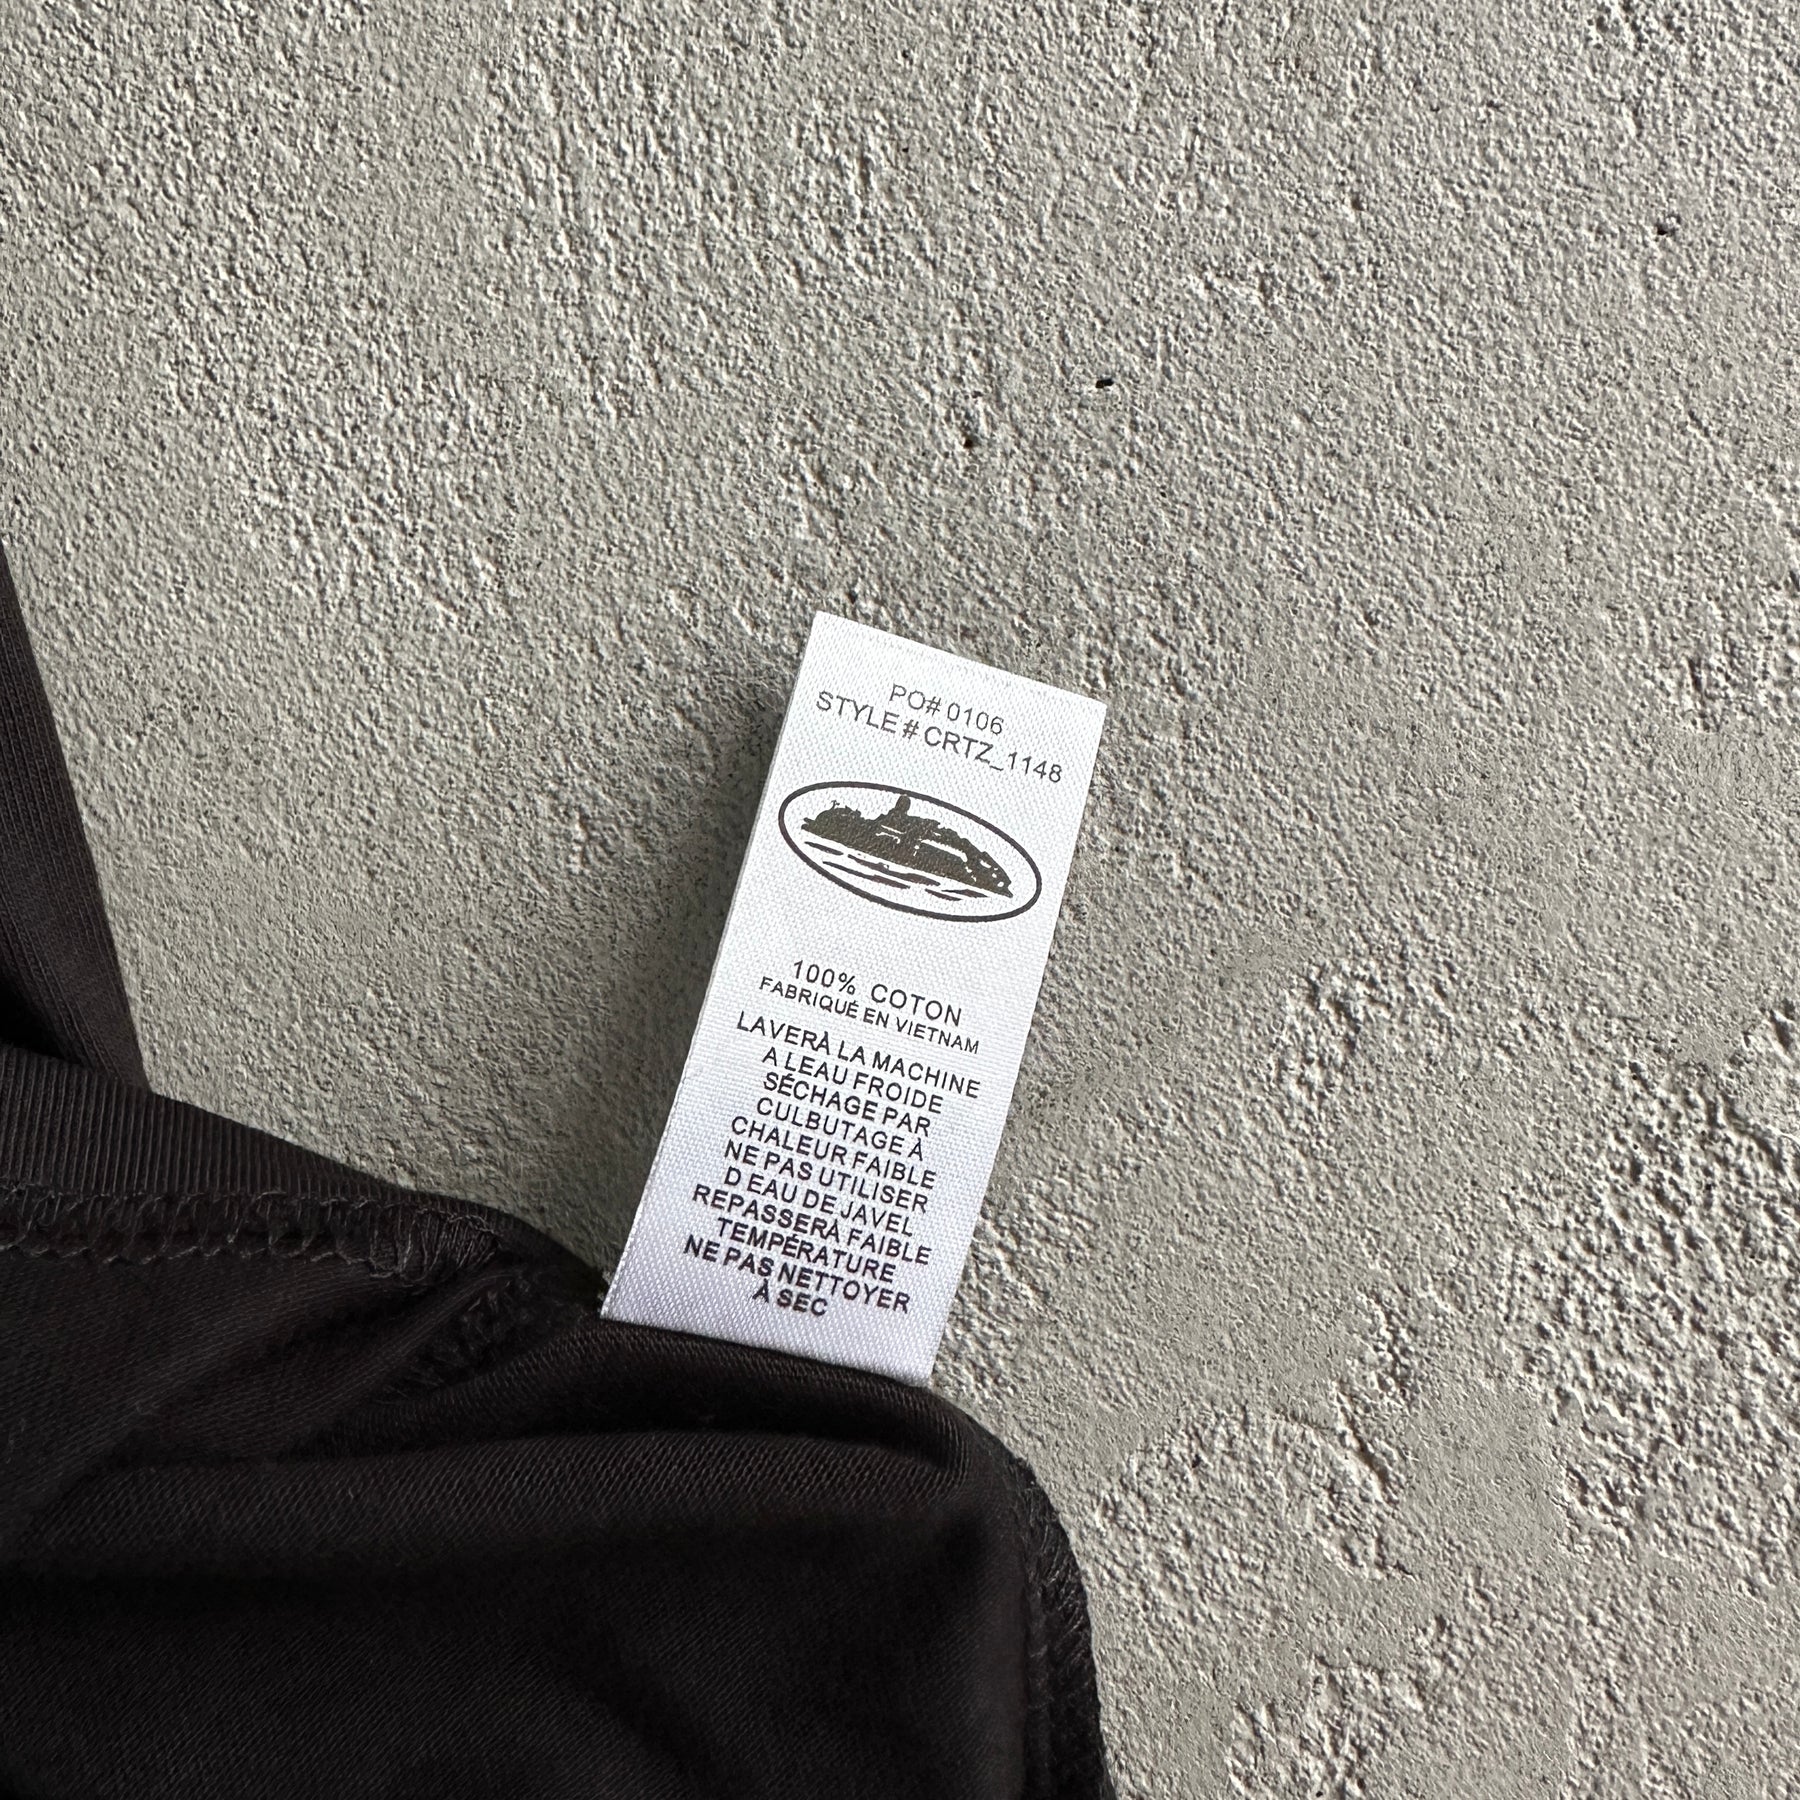 PO# 0106
STYLE # CRTZ_1148
100% COTON
FABRIQUÉ EN VIETNAM
LAVERÀ LA MACHINE
A LEAU FROIDE
SÉCHAGE PAR
CULBUTAGE À
CHALEUR FAIBLE
NE PAS UTILISER
D EAU DE JAVEL
REPASSERÀ FAIBLE
TEMPÉRATURE
NE PAS NETTOYER
À SEC